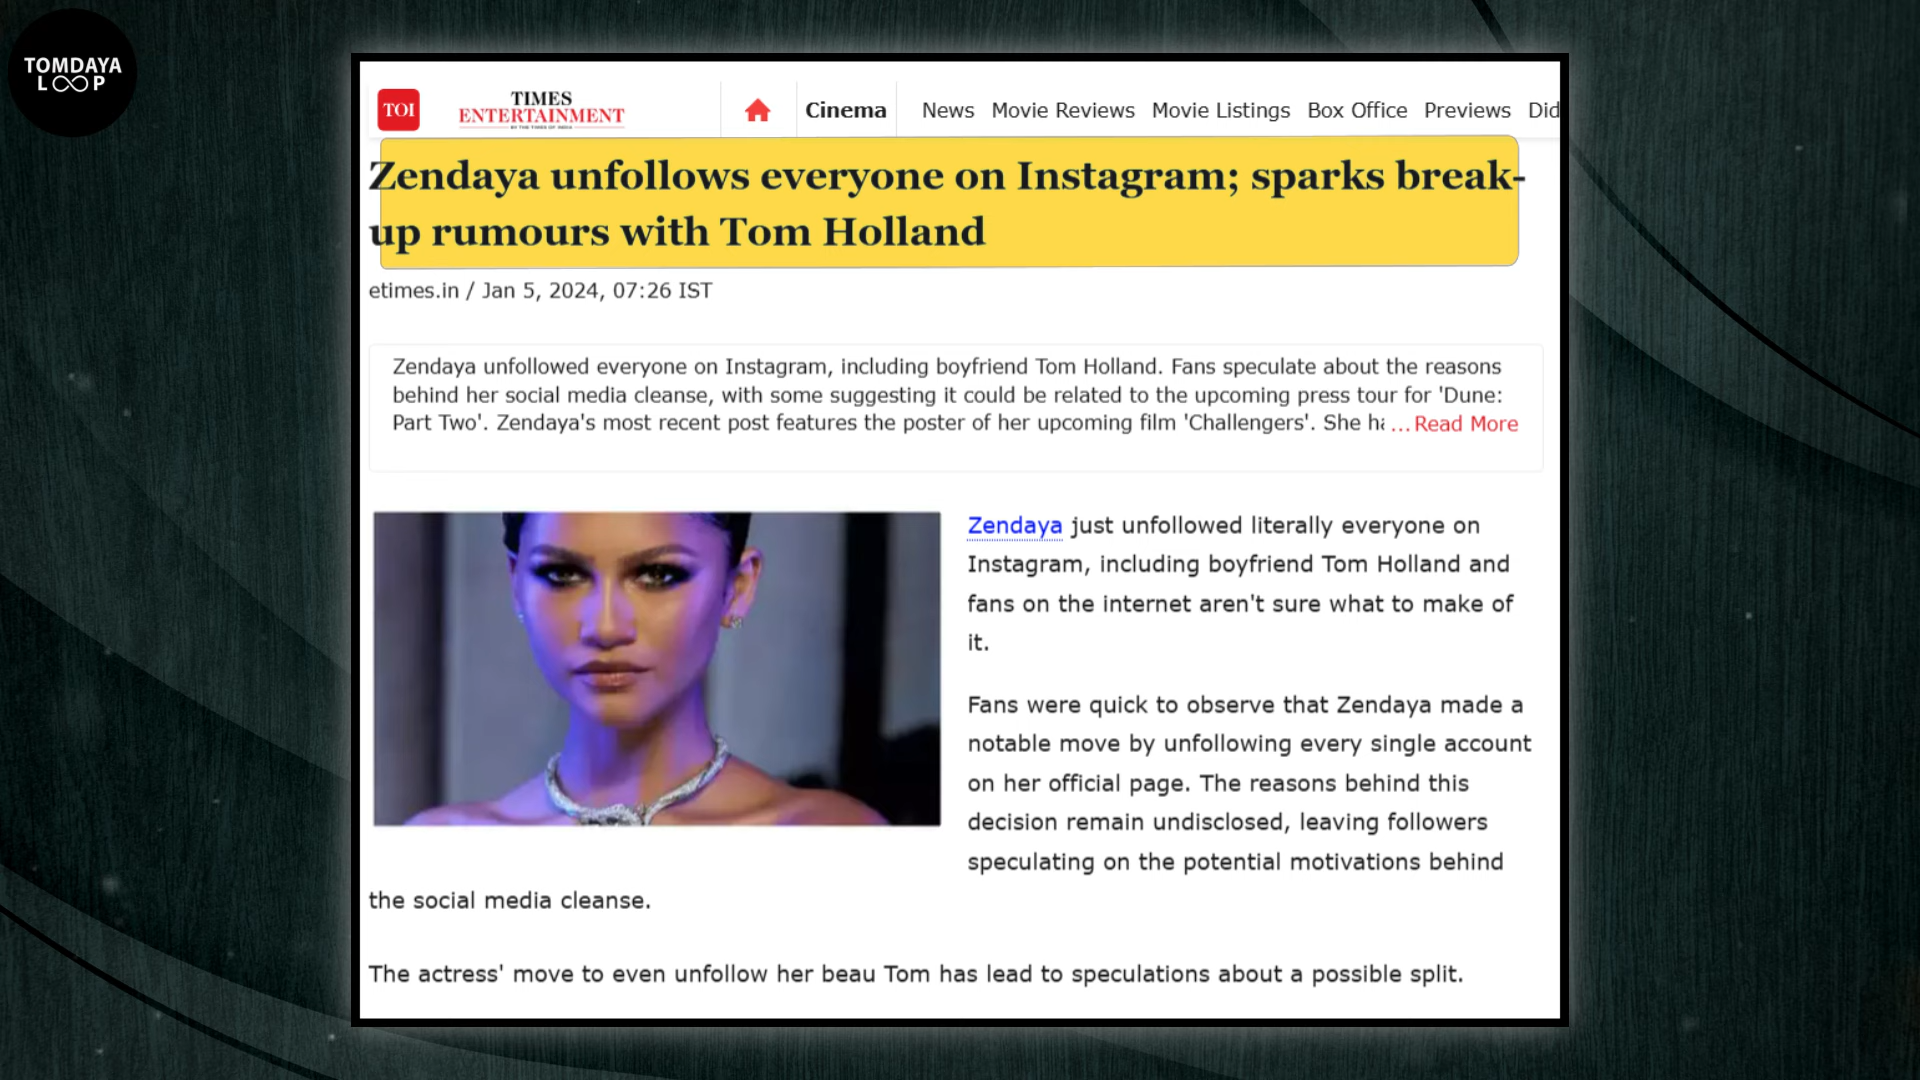 TOMDAYA
LOOP
TOI
TIMES
ENTERTAINMENT
BY THE TIMES OF INDIA
Cinema News Movie Reviews Movie Listings Box Office Previews Did
Zendaya unfollows everyone on Instagram; sparks break-
up rumours with Tom Holland
etimes.in / Jan 5, 2024, 07:26 IST
Zendaya unfollowed everyone on Instagram, including boyfriend Tom Holland. Fans speculate about the reasons
behind her social media cleanse, with some suggesting it could be related to the upcoming press tour for 'Dune:
Part Two'. Zendaya's most recent post features the poster of her upcoming film 'Challengers'. She ha ... Read More
Zendaya just unfollowed literally everyone on
Instagram, including boyfriend Tom Holland and
fans on the internet aren't sure what to make of
it.
Fans were quick to observe that Zendaya made a
notable move by unfollowing every single account
on her official page. The reasons behind this
decision remain undisclosed, leaving followers
speculating on the potential motivations behind
the social media cleanse.
The actress' move to even unfollow her beau Tom has lead to speculations about a possible split.